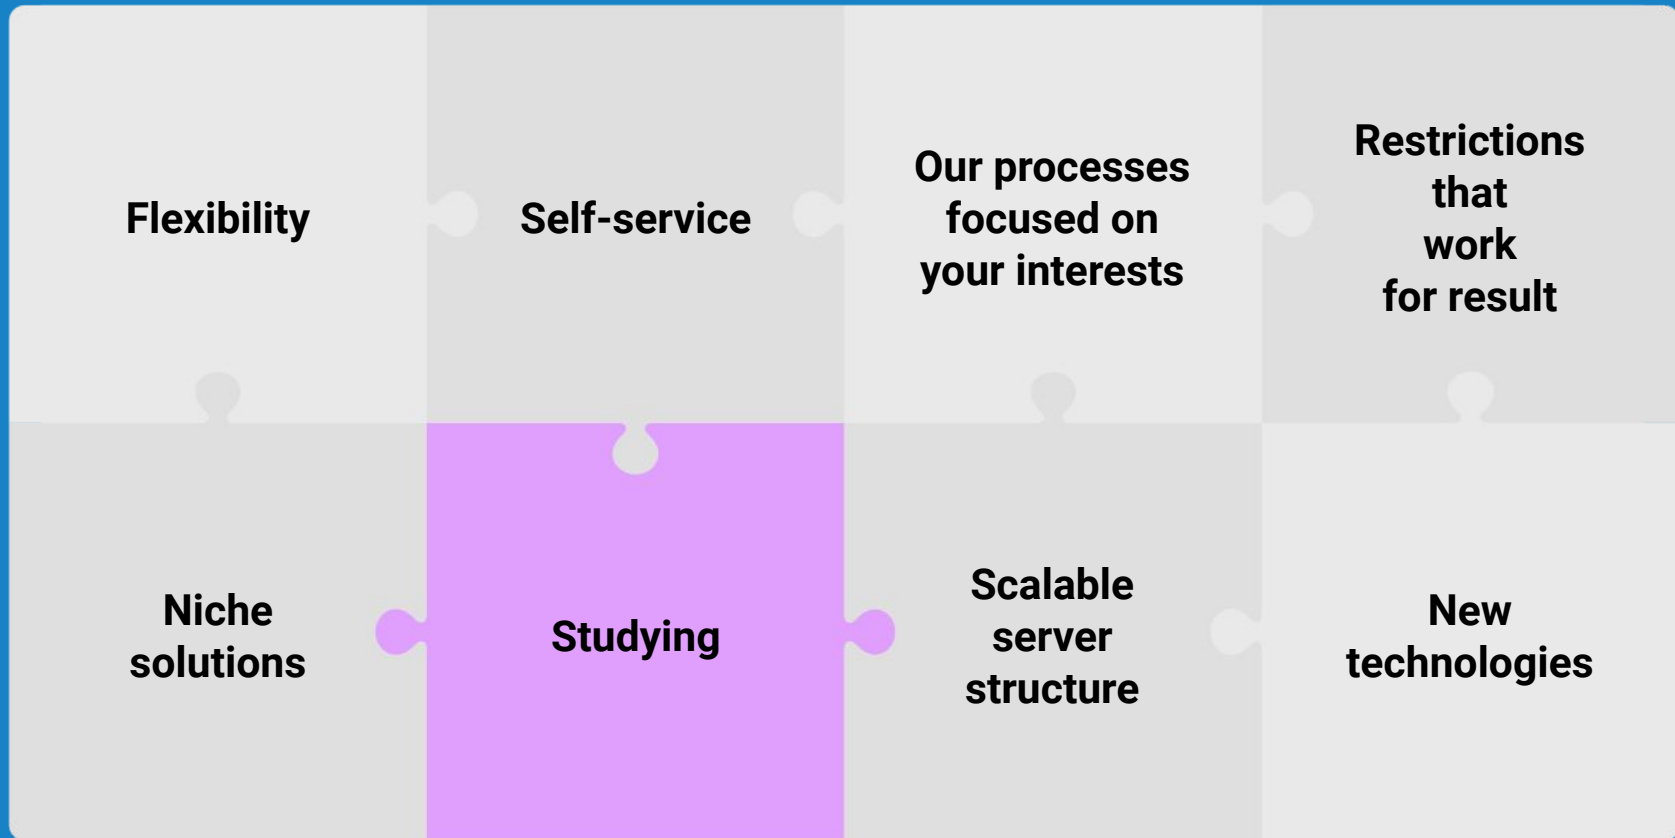 Flexibility
Self-service
Our processes
focused on
your interests
Restrictions
that
work
for result
Niche
solutions
Studying
Scalable
server
structure
New
technologies